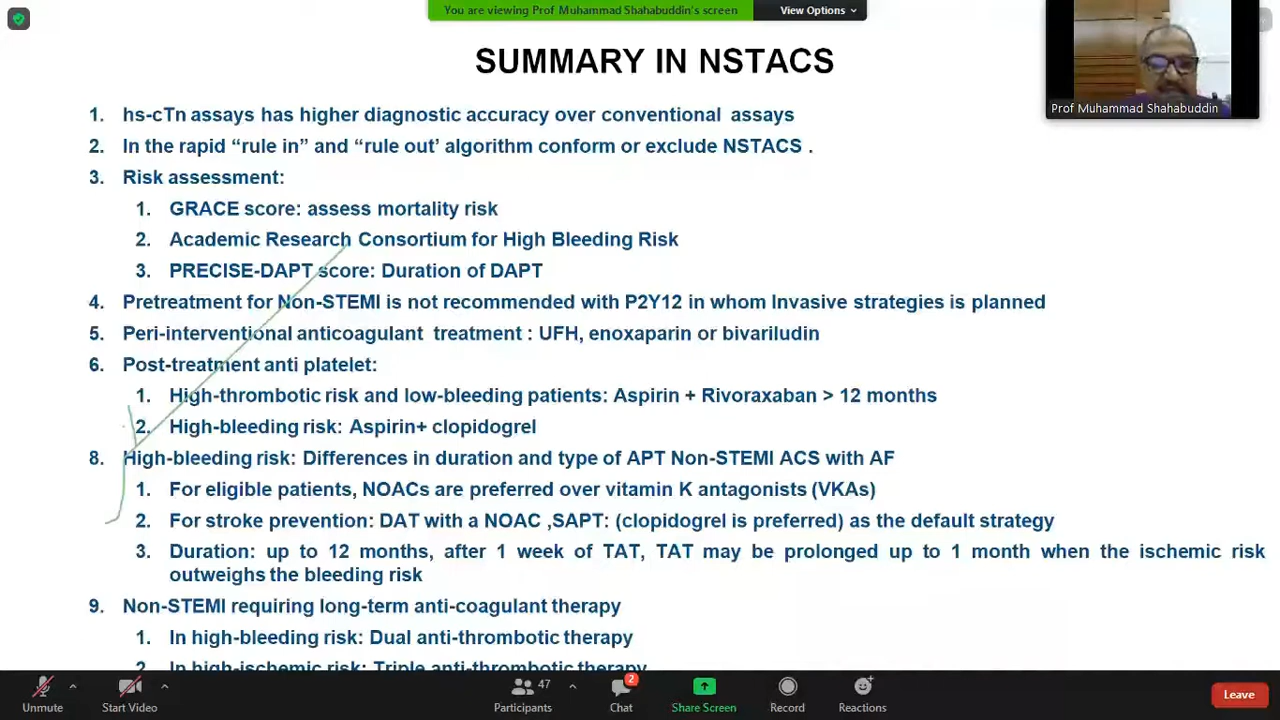 You are viewing Prof Muhammad Shahabuddin's screen
View Options
SUMMARY IN NSTACS
Prof Muhammad Shahabuddin
1. hs-cTn assays has higher diagnostic accuracy over conventional assays
2. In the rapid “rule in” and “rule out’ algorithm conform or exclude NSTACS .
3. Risk assessment:
1. GRACE score: assess mortality risk
2. Academic Research Consortium for High Bleeding Risk
3. PRECISE-DAPT score: Duration of DAPT
4. Pretreatment for Non-STEMI is not recommended with P2Y12 in whom Invasive strategies is planned
5. Peri-interventional anticoagulant treatment : UFH, enoxaparin or bivariludin
6. Post-treatment anti platelet:
1. High-thrombotic risk and low-bleeding patients: Aspirin + Rivoraxaban > 12 months
2. High-bleeding risk: Aspirin+ clopidogrel
8. High-bleeding risk: Differences in duration and type of APT Non-STEMI ACS with AF
1. For eligible patients, NOACs are preferred over vitamin K antagonists (VKAs)
2. For stroke prevention: DAT with a NOAC ,SAPT: (clopidogrel is preferred) as the default strategy
3. Duration: up to 12 months, after 1 week of TAT, TAT may be prolonged up to 1 month when the ischemic risk
outweighs the bleeding risk
9. Non-STEMI requiring long-term anti-coagulant therapy
1. In high-bleeding risk: Dual anti-thrombotic therapy
2. In high-ischemic risk: Triple anti-thrombotic therapy
Unmute
Start Video
47
Participants
2
Chat
Share Screen
Record
Reactions
Leave